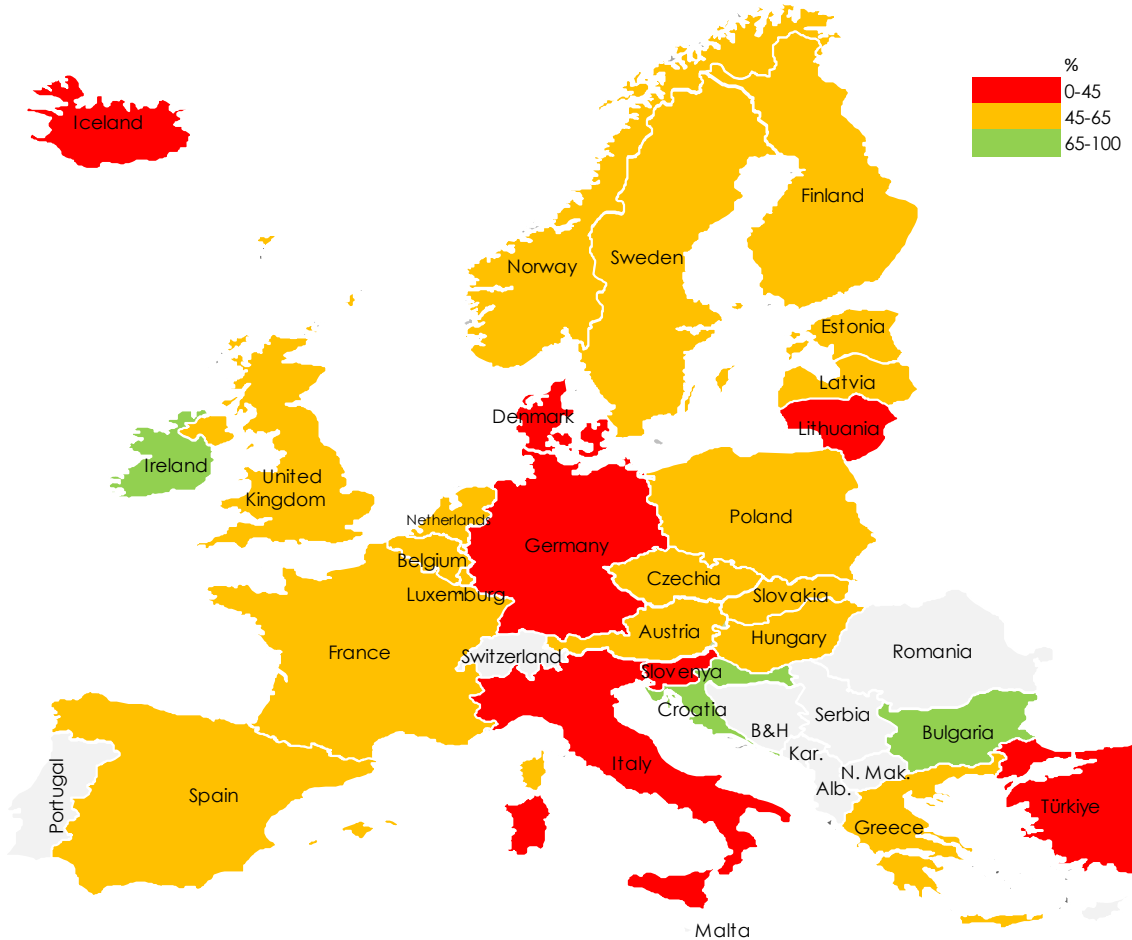 %
0-45
45-65
65-100
Iceland
Finland
Sweden
Norway
Estonia
Latvia
Denmark
Lithuania
Ireland
United
Kingdom
Netherlands
Poland
Germany
Belgium
Czechia
Luxemburg
Slovakia
Austria
Hungary
France
Switzerland
Romania
Slovenya
Croatia
Serbia
B&H
Bulgaria
Kar.
Italy
N. Mak.
Alb.
Portugal
Spain
Türkiye
Greece
Malta